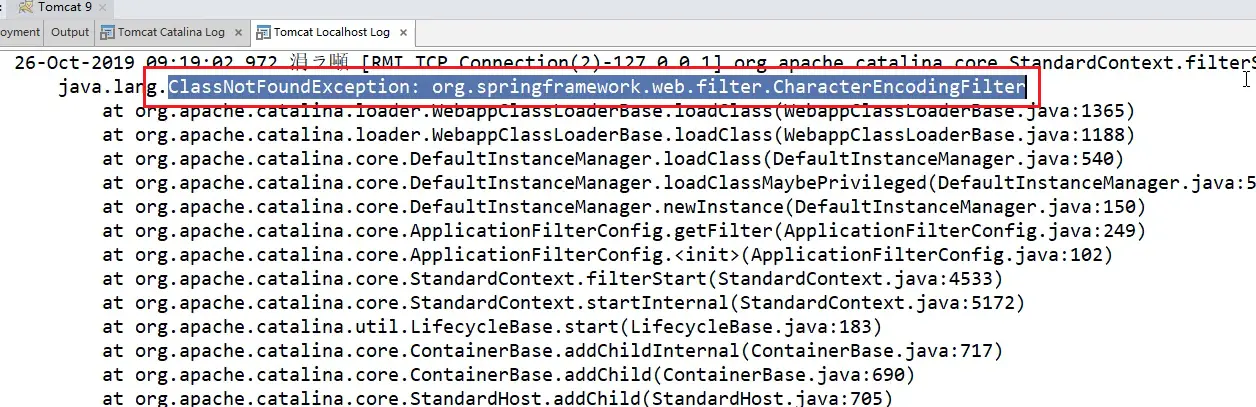 Tomcat 9
oyment Output Tomcat Catalina Log Tomcat Localhost Log
26-Oct-2019 09:19:02.972 [RMI TCP Connection(2)-127.0.0.1] org.apache.catalina.core.StandardContext.filterS
java.lang.ClassNotFoundException: org.springframework.web.filter.CharacterEncodingFilter
at org.apache.catalina.loader.WebappClassLoaderBase.loadClass(WebappClassLoaderBase.java:1365)
at org.apache.catalina.loader.WebappClassLoaderBase.loadClass(WebappClassLoaderBase.java:1188)
at org.apache.catalina.core.DefaultInstanceManager.loadClass(DefaultInstanceManager.java:540)
at org.apache.catalina.core.DefaultInstanceManager.loadClassMaybePrivileged(DefaultInstanceManager.java:5
at org.apache.catalina.core.DefaultInstanceManager.newInstance(DefaultInstanceManager.java:150)
at org.apache.catalina.core.ApplicationFilterConfig.getFilter(ApplicationFilterConfig.java:249)
at org.apache.catalina.core.ApplicationFilterConfig.<init>(ApplicationFilterConfig.java:102)
at org.apache.catalina.core.StandardContext.filterStart(StandardContext.java:4533)
at org.apache.catalina.core.StandardContext.startInternal(StandardContext.java:5172)
at org.apache.catalina.util.LifecycleBase.start(LifecycleBase.java:183)
at org.apache.catalina.core.ContainerBase.addChildInternal(ContainerBase.java:717)
at org.apache.catalina.core.ContainerBase.addChild(ContainerBase.java:690)
at org.apache.catalina.core.StandardHost.addChild(StandardHost.java:705)